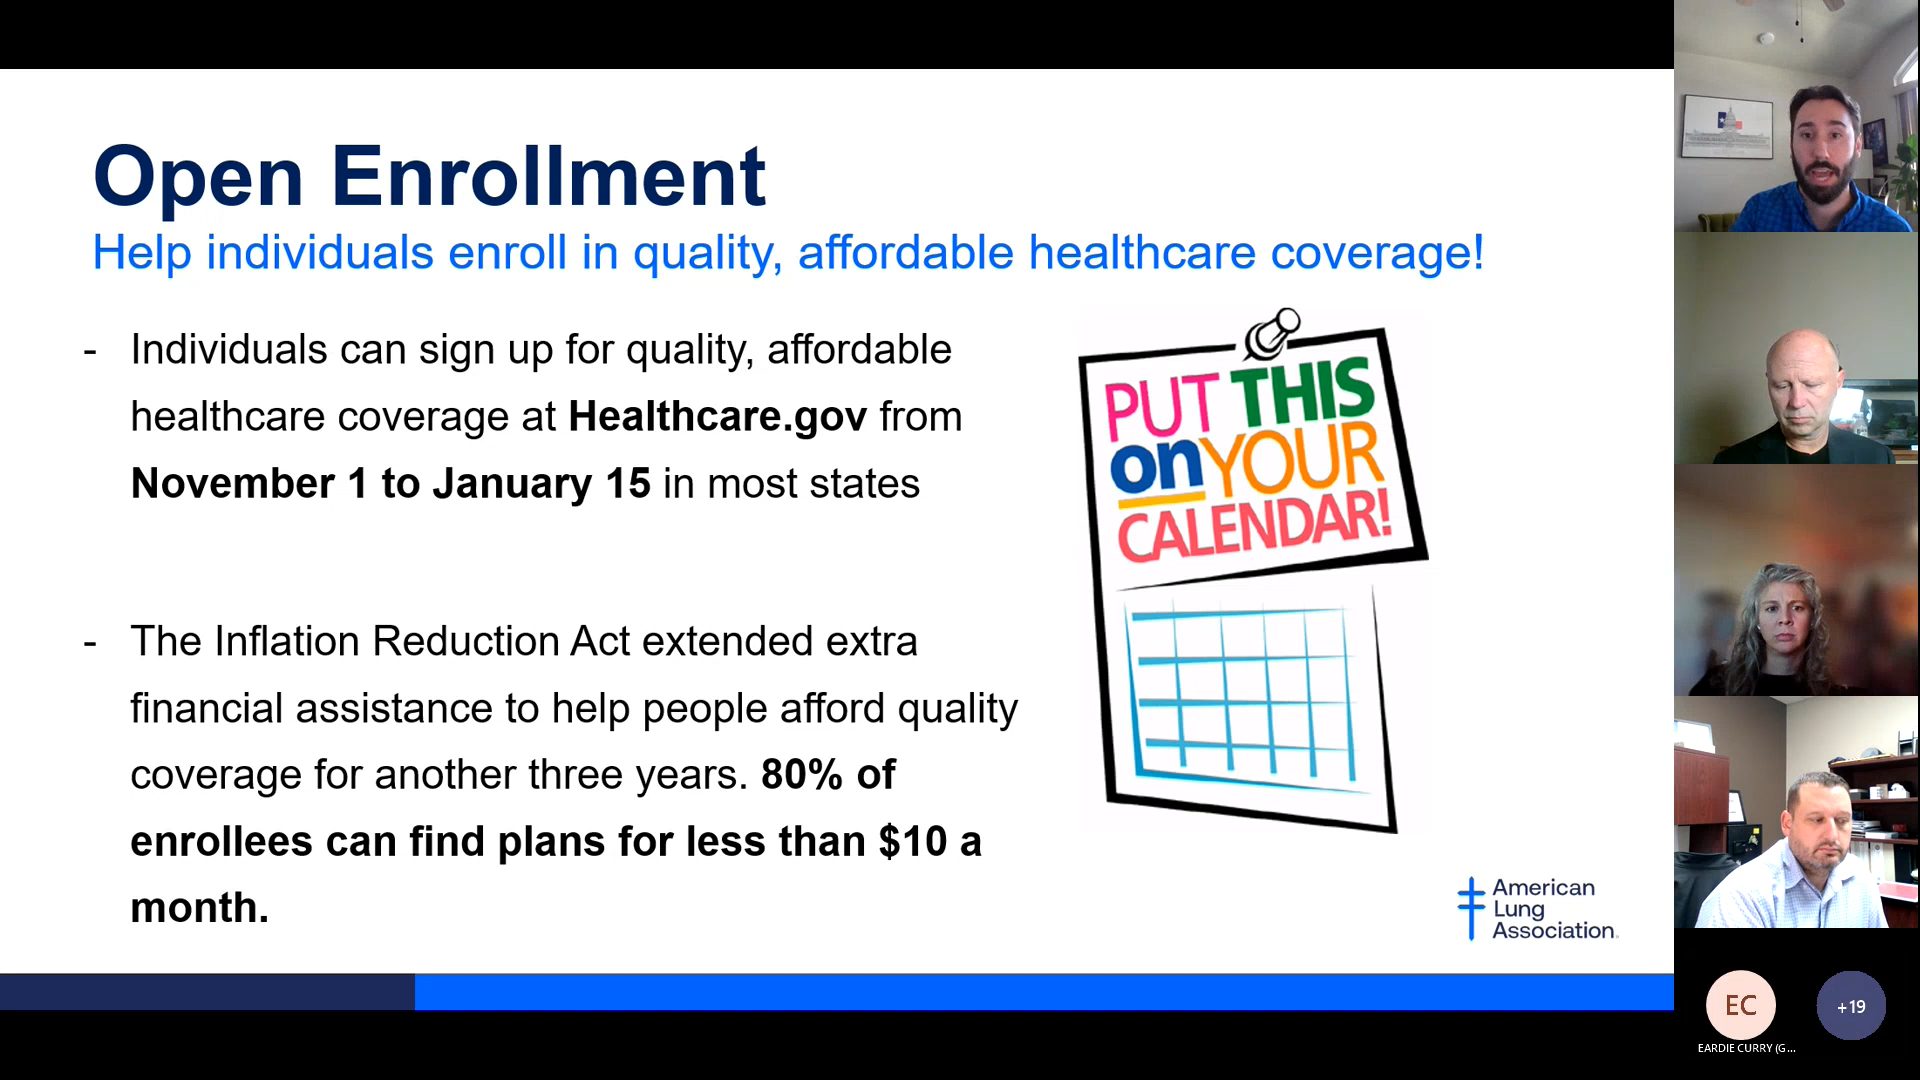 Open Enrollment
Help individuals enroll in quality, affordable healthcare coverage!
- Individuals can sign up for quality, affordable
healthcare coverage at Healthcare.gov from
November 1 to January 15 in most states
- The Inflation Reduction Act extended extra
financial assistance to help people afford quality
coverage for another three years. 80% of
enrollees can find plans for less than $10 a
month.
PUT THIS
on YOUR
CALENDAR!
American
Lung
Association.
EC
+19
EARDIE CURRY (G...